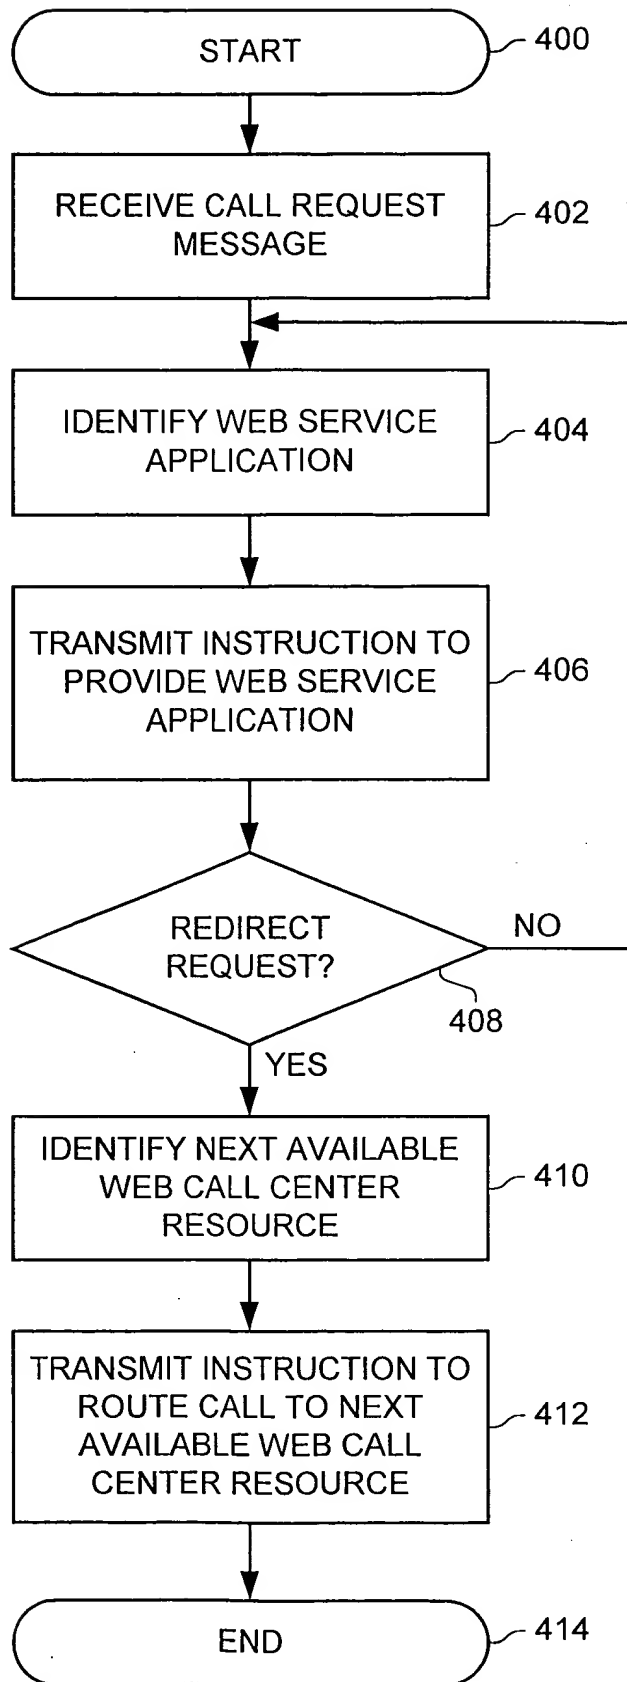 START
400
RECEIVE CALL REQUEST
MESSAGE
402
IDENTIFY WEB SERVICE
APPLICATION
404
TRANSMIT INSTRUCTION TO
PROVIDE WEB SERVICE
APPLICATION
406
REDIRECT
REQUEST?
NO
408
YES
IDENTIFY NEXT AVAILABLE
WEB CALL CENTER
RESOURCE
410
TRANSMIT INSTRUCTION TO
ROUTE CALL TO NEXT
AVAILABLE WEB CALL
CENTER RESOURCE
412
END
414